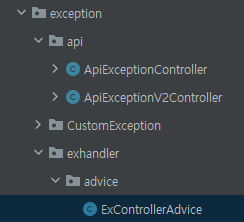 exception
api
ApiExceptionController
ApiExceptionV2Controller
CustomException
exhandler
advice
ExControllerAdvice